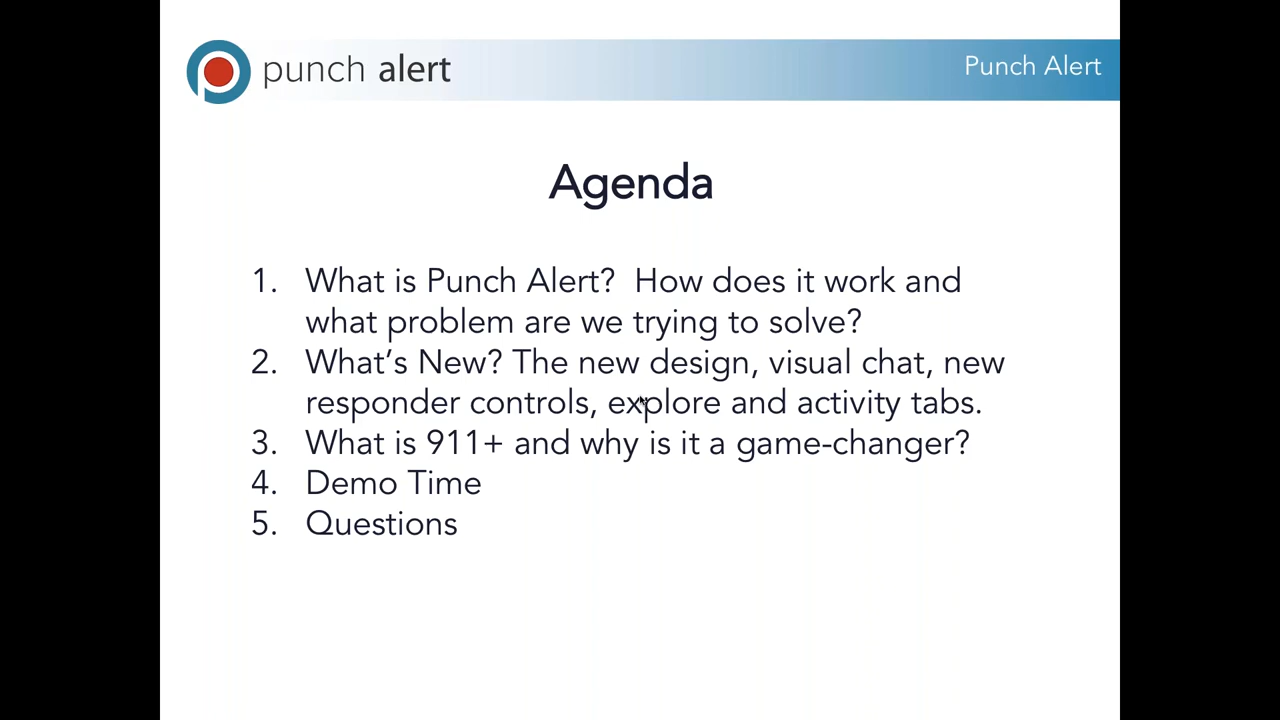 punch alert
Punch Alert
Agenda
1. What is Punch Alert?  How does it work and
what problem are we trying to solve?
2. What’s New? The new design, visual chat, new
responder controls, explore and activity tabs.
3. What is 911+ and why is it a game-changer?
4. Demo Time
5. Questions